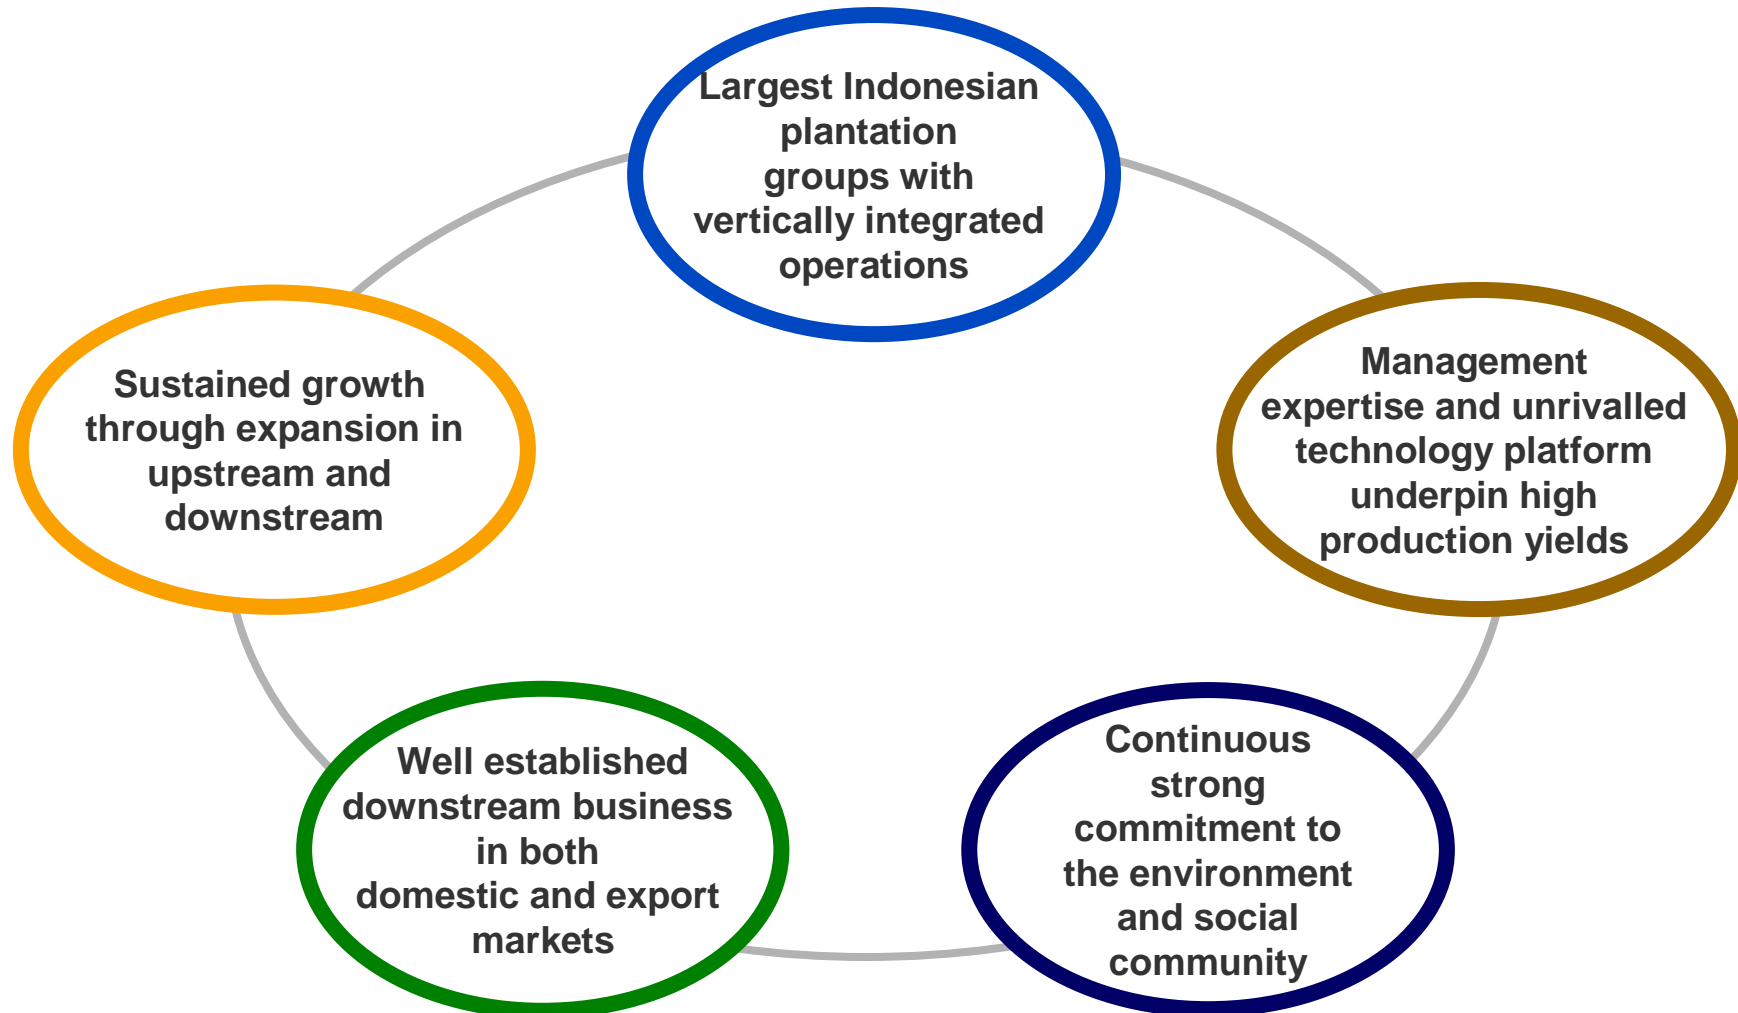 Largest Indonesian
plantation
groups with
vertically integrated
operations
Management
expertise and unrivalled
technology platform
underpin high
production yields
Continuous
strong
commitment to
the environment
and social
community
Well established
downstream business
in both
domestic and export
markets
Sustained growth
through expansion in
upstream and
downstream